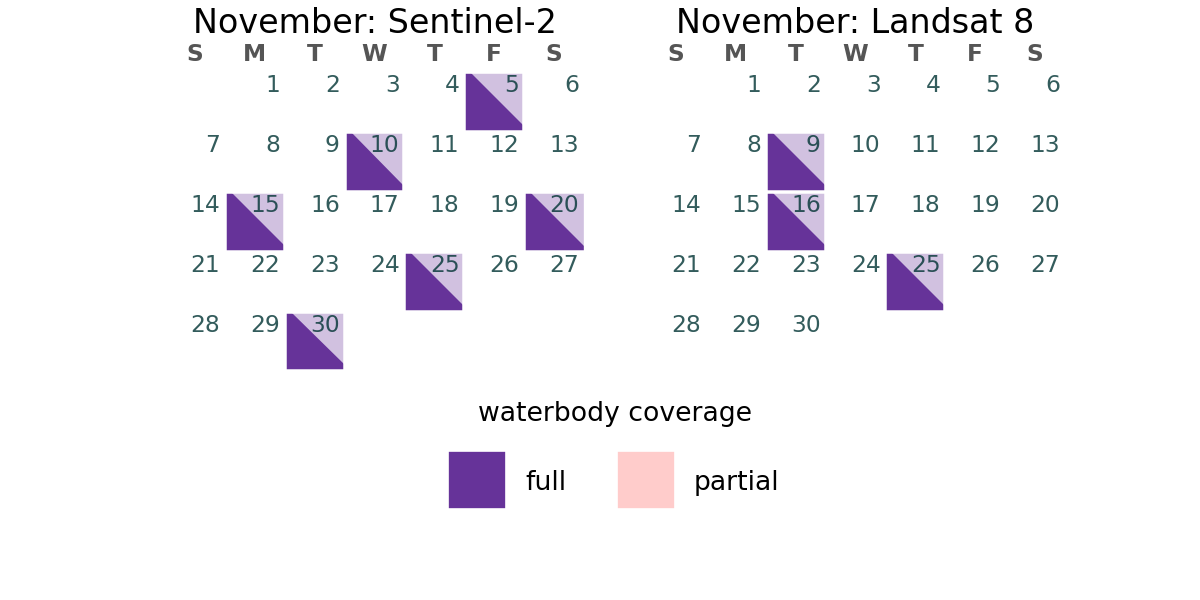 November: Sentinel-2
S M T W T F S
1 2 3 4 5 6
7 8 9 10 11 12 13
14 15 16 17 18 19 20
21 22 23 24 25 26 27
28 29 30
November: Landsat 8
S M T W T F S
1 2 3 4 5 6
7 8 9 10 11 12 13
14 15 16 17 18 19 20
21 22 23 24 25 26 27
28 29 30
waterbody coverage
full
partial